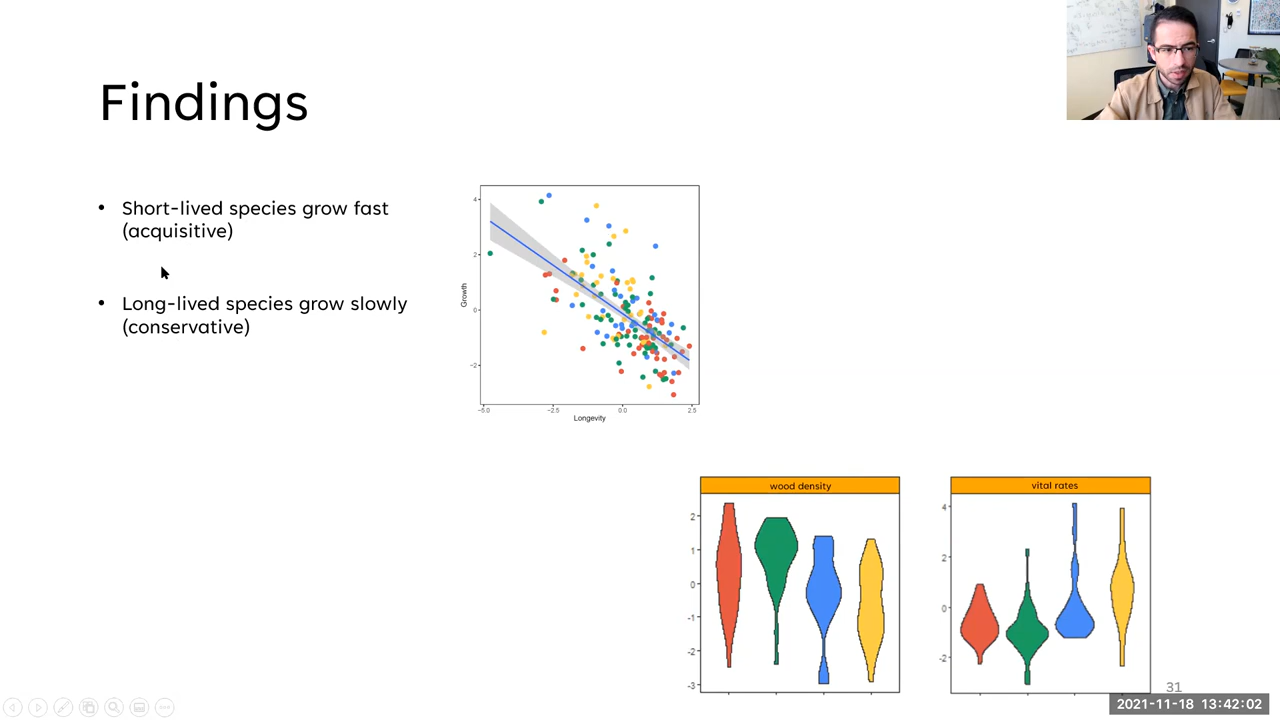 Findings
• Short-lived species grow fast
(acquisitive)
• Long-lived species grow slowly
(conservative)
4
2
0
−2
Growth
−5.0
−2.5
0.0
2.5
Longevity
wood density
2
1
0
-1
-2
-3
vital rates
4
2
0
-2
31
2021-11-18 13:42:02